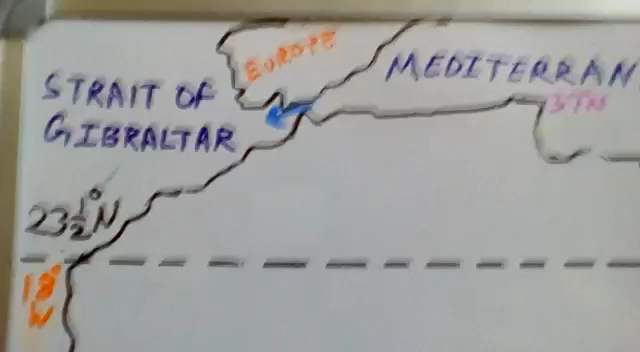 EUROPE
MEDITERRAN
STRAIT OF
GIBRALTAR
23½°N
18°
W